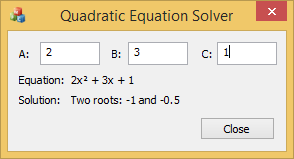 Quadratic Equation Solver
A: 2 B: 3 C: 1
Equation: 2x² + 3x + 1
Solution: Two roots: -1 and -0.5
Close